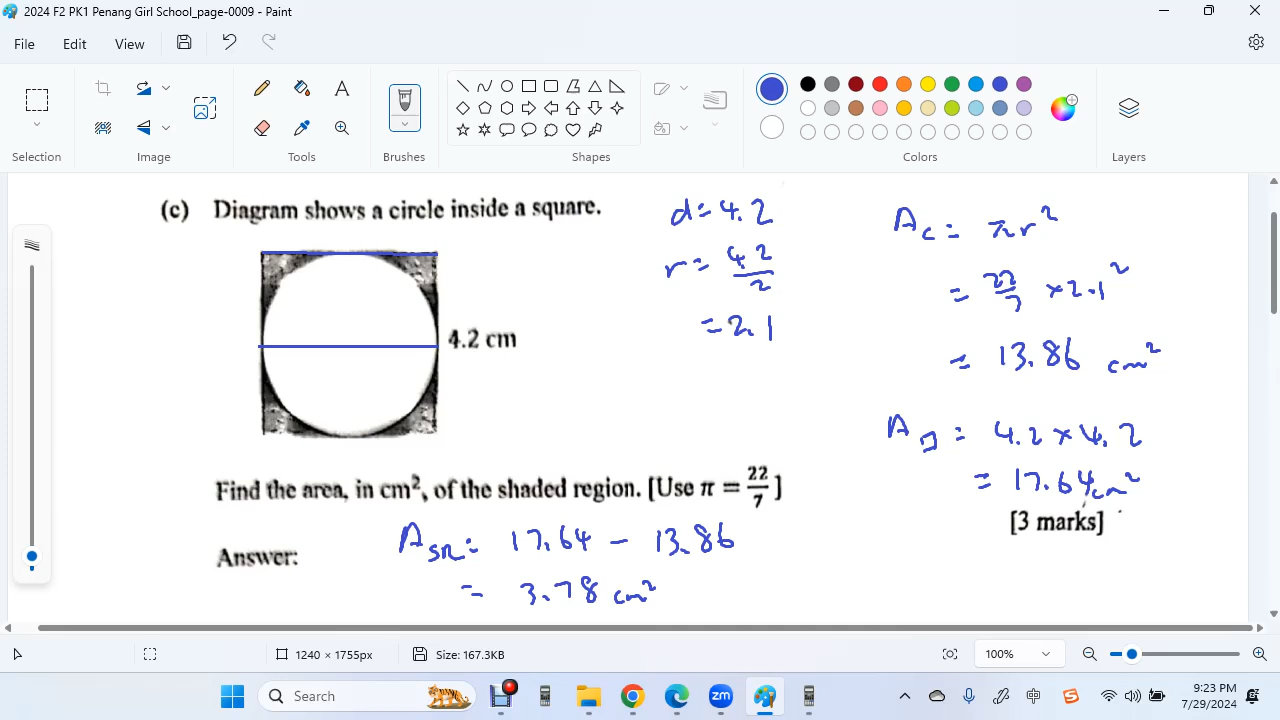 2024 F2 PK1 Penang Girl School_page-0009 - Paint
File Edit View
Selection Image Tools Brushes Shapes Colors Layers
(c) Diagram shows a circle inside a square.
4.2 cm
d = 4.2
r = 4.2/2
= 2.1
A_C = πr²
= 22/7 × 2.1²
= 13.86 cm²
A_□ = 4.2 × 4.2
= 17.64 cm²
Find the area, in cm², of the shaded region. [Use π = 22/7]
[3 marks]
Answer:
A_SR = 17.64 - 13.86
= 3.78 cm²
1240 × 1755px Size: 167.3KB 100%
Search
zm
中
9:23 PM
7/29/2024